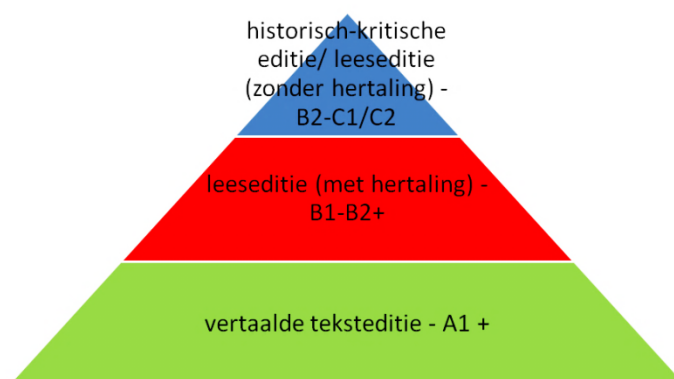 historisch-kritische
editie/ leeseditie
(zonder hertaling) -
B2-C1/C2
leeseditie (met hertaling) -
B1-B2+
vertaalde teksteditie - A1 +